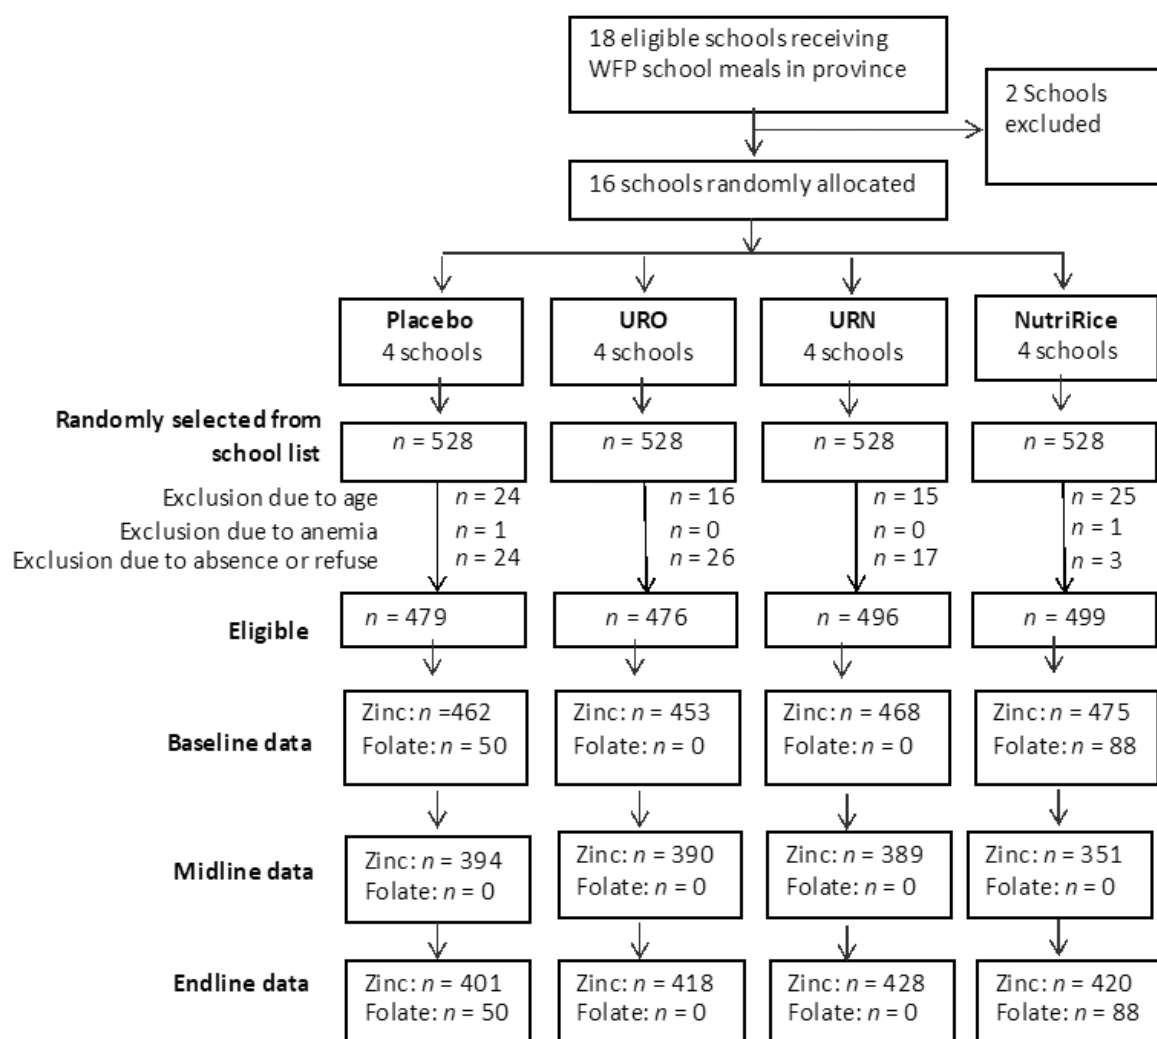 18 eligible schools receiving
WFP school meals in province
2 Schools
excluded
16 schools randomly allocated
Placebo
4 schools
URO
4 schools
URN
4 schools
NutriRice
4 schools
Randomly selected from
school list
n = 528
n = 528
n = 528
n = 528
Exclusion due to age
n = 24
n = 16
n = 15
n = 25
Exclusion due to anemia
n = 1
n = 0
n = 0
n = 1
Exclusion due to absence or refuse
n = 24
n = 26
n = 17
n = 3
Eligible
n = 479
n = 476
n = 496
n = 499
Baseline data
Zinc: n =462
Folate: n = 50
Zinc: n = 453
Folate: n = 0
Zinc: n = 468
Folate: n = 0
Zinc: n = 475
Folate: n = 88
Midline data
Zinc: n = 394
Folate: n = 0
Zinc: n = 390
Folate: n = 0
Zinc: n = 389
Folate: n = 0
Zinc: n = 351
Folate: n = 0
Endline data
Zinc: n = 401
Folate: n = 50
Zinc: n = 418
Folate: n = 0
Zinc: n = 428
Folate: n = 0
Zinc: n = 420
Folate: n = 88